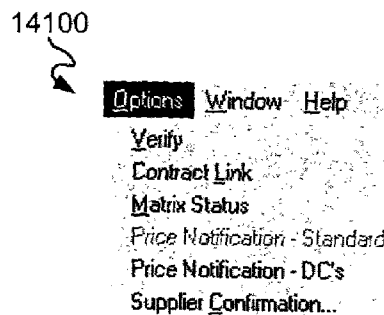 14100
Options Window Help
Verify
Contract Link
Matrix Status
Price Notification - Standard
Price Notification - DC's
Supplier Confirmation...